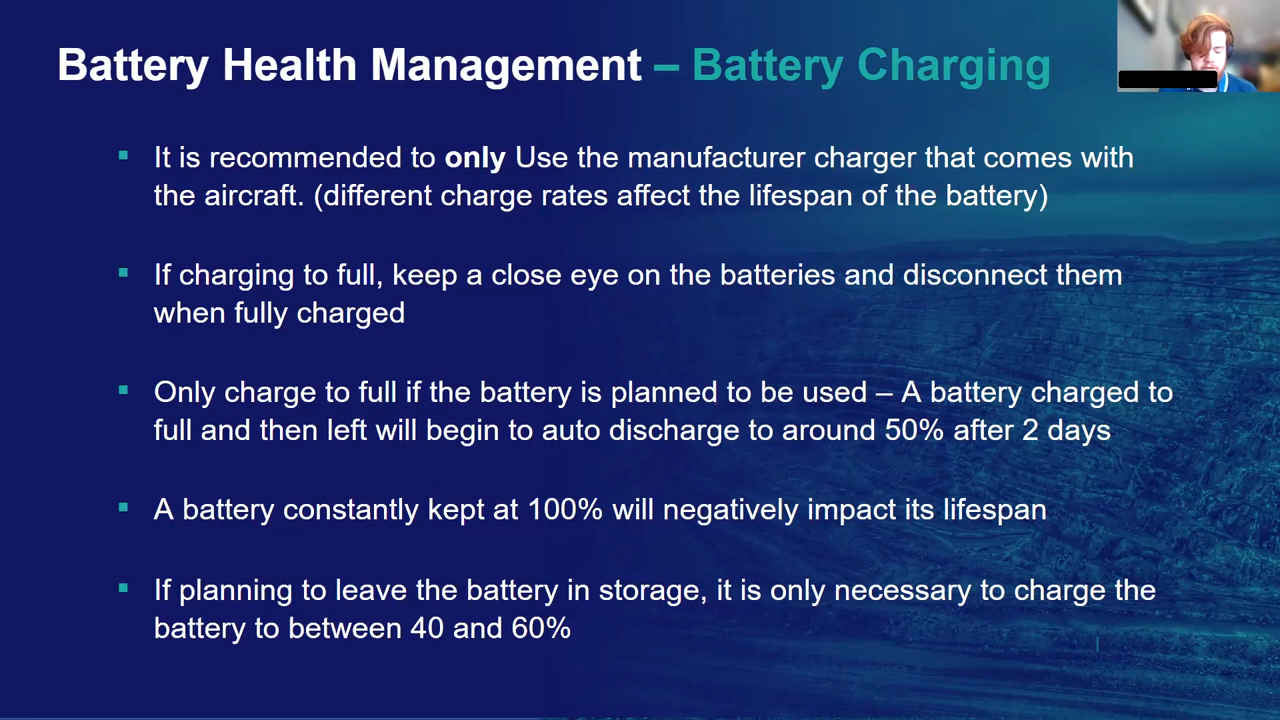 Battery Health Management – Battery Charging
It is recommended to only Use the manufacturer charger that comes with
the aircraft. (different charge rates affect the lifespan of the battery)
If charging to full, keep a close eye on the batteries and disconnect them
when fully charged
Only charge to full if the battery is planned to be used – A battery charged to
full and then left will begin to auto discharge to around 50% after 2 days
A battery constantly kept at 100% will negatively impact its lifespan
If planning to leave the battery in storage, it is only necessary to charge the
battery to between 40 and 60%